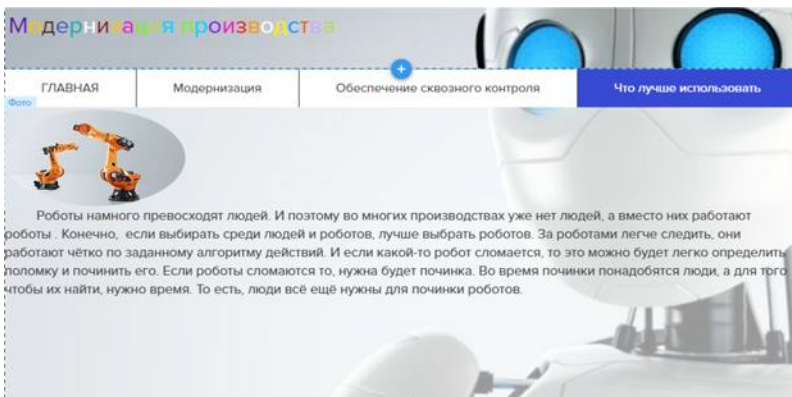 Модернизация производства
ГЛАВНАЯ
Модернизация
Обеспечение сквозного контроля
Что лучше использовать
Фото
Роботы намного превосходят людей. И поэтому во многих производствах уже нет людей, а вместо них работают
роботы . Конечно, если выбирать среди людей и роботов, лучше выбрать роботов. За роботами легче следить, они
работают чётко по заданному алгоритму действий. И если какой-то робот сломается, то это можно будет легко определить
поломку и починить его. Если роботы сломаются то, нужна будет починка. Во время починки понадобятся люди, а для того
чтобы их найти, нужно время. То есть, люди всё ещё нужны для починки роботов.